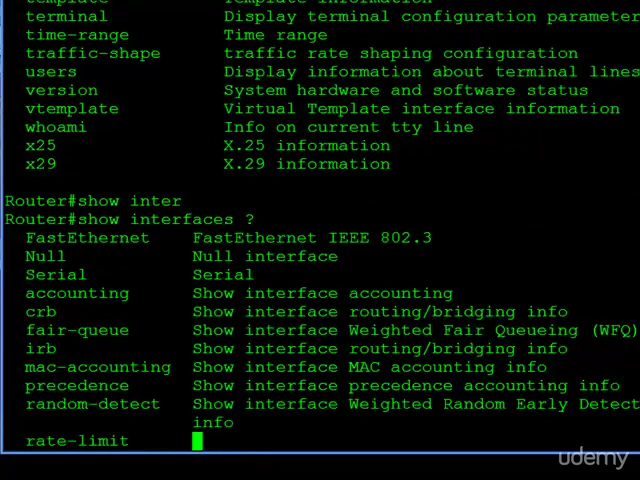 template Template information
terminal Display terminal configuration parameter
time-range Time range
traffic-shape traffic rate shaping configuration
users Display information about terminal lines
version System hardware and software status
vtemplate Virtual Template interface information
whoami Info on current tty line
x25 X.25 information
x29 X.29 information
Router#show inter
Router#show interfaces ?
FastEthernet FastEthernet IEEE 802.3
Null Null interface
Serial Serial
accounting Show interface accounting
crb Show interface routing/bridging info
fair-queue Show interface Weighted Fair Queueing (WFQ)
irb Show interface routing/bridging info
mac-accounting Show interface MAC accounting info
precedence Show interface precedence accounting info
random-detect Show interface Weighted Random Early Detect
info
rate-limit
udemy